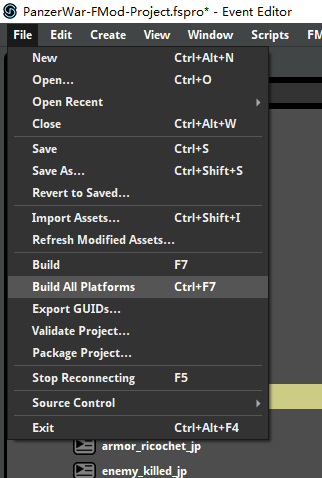 PanzerWar-FMod-Project.fspro* - Event Editor
File Edit Create View Window Scripts FM
New Ctrl+Alt+N
Open... Ctrl+O
Open Recent
Close Ctrl+Alt+W
Save Ctrl+S
Save As... Ctrl+Shift+S
Revert to Saved...
Import Assets... Ctrl+Shift+I
Refresh Modified Assets...
Build F7
Build All Platforms Ctrl+F7
Export GUIDs...
Validate Project...
Package Project...
Stop Reconnecting F5
Source Control
Exit Ctrl+Alt+F4
armor_ricochet_jp
enemy_killed_jp